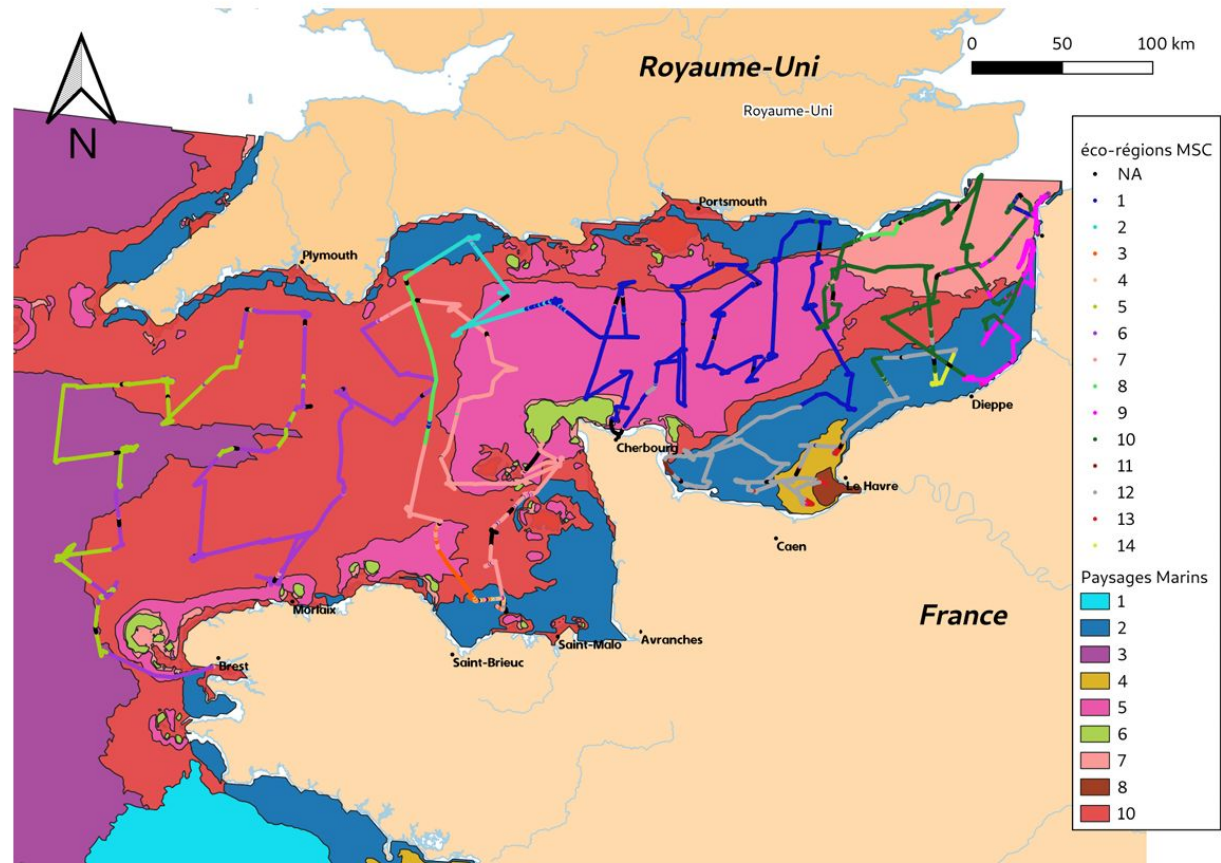 Royaume-Uni
0 50 100 km
Royaume-Uni
N
Portsmouth
Plymouth
Dieppe
Cherbourg
Le Havre
Caen
Morlaix
France
Avranches
Saint-Malo
Saint-Brieuc
Brest
éco-régions MSC
NA
1
2
3
4
5
6
7
8
9
10
11
12
13
14
Paysages Marins
1
2
3
4
5
6
7
8
10